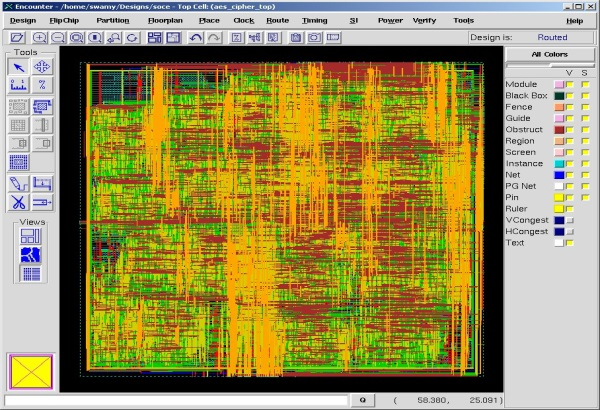 Encounter - /home/swamy/Designs/soce - Top Cell: (aes_cipher_top)
Design FlipChip Partition Floorplan Place Clock Route Timing SI Power Verify Tools Help
Design is: Routed
Tools
All Colors
V S
Module
Black Box
Fence
Guide
Obstruct
Region
Screen
Instance
Net
PG Net
Pin
Ruler
VCongest
HCongest
Text
Views
Q ( 58.380, 25.091 )